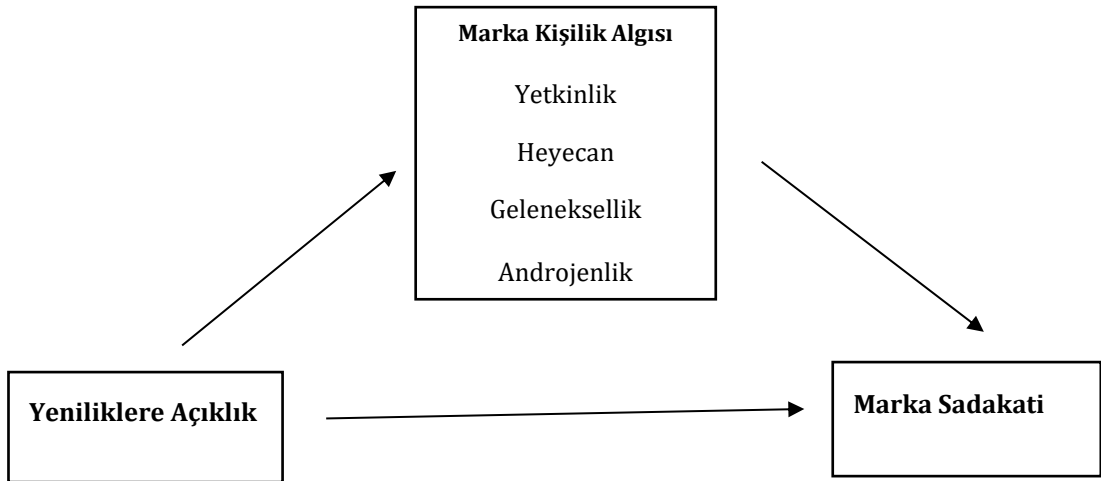 Marka Kişilik Algısı
Yetkinlik
Heyecan
Geleneksellik
Androjenlik
Yeniliklere Açıklık
Marka Sadakati